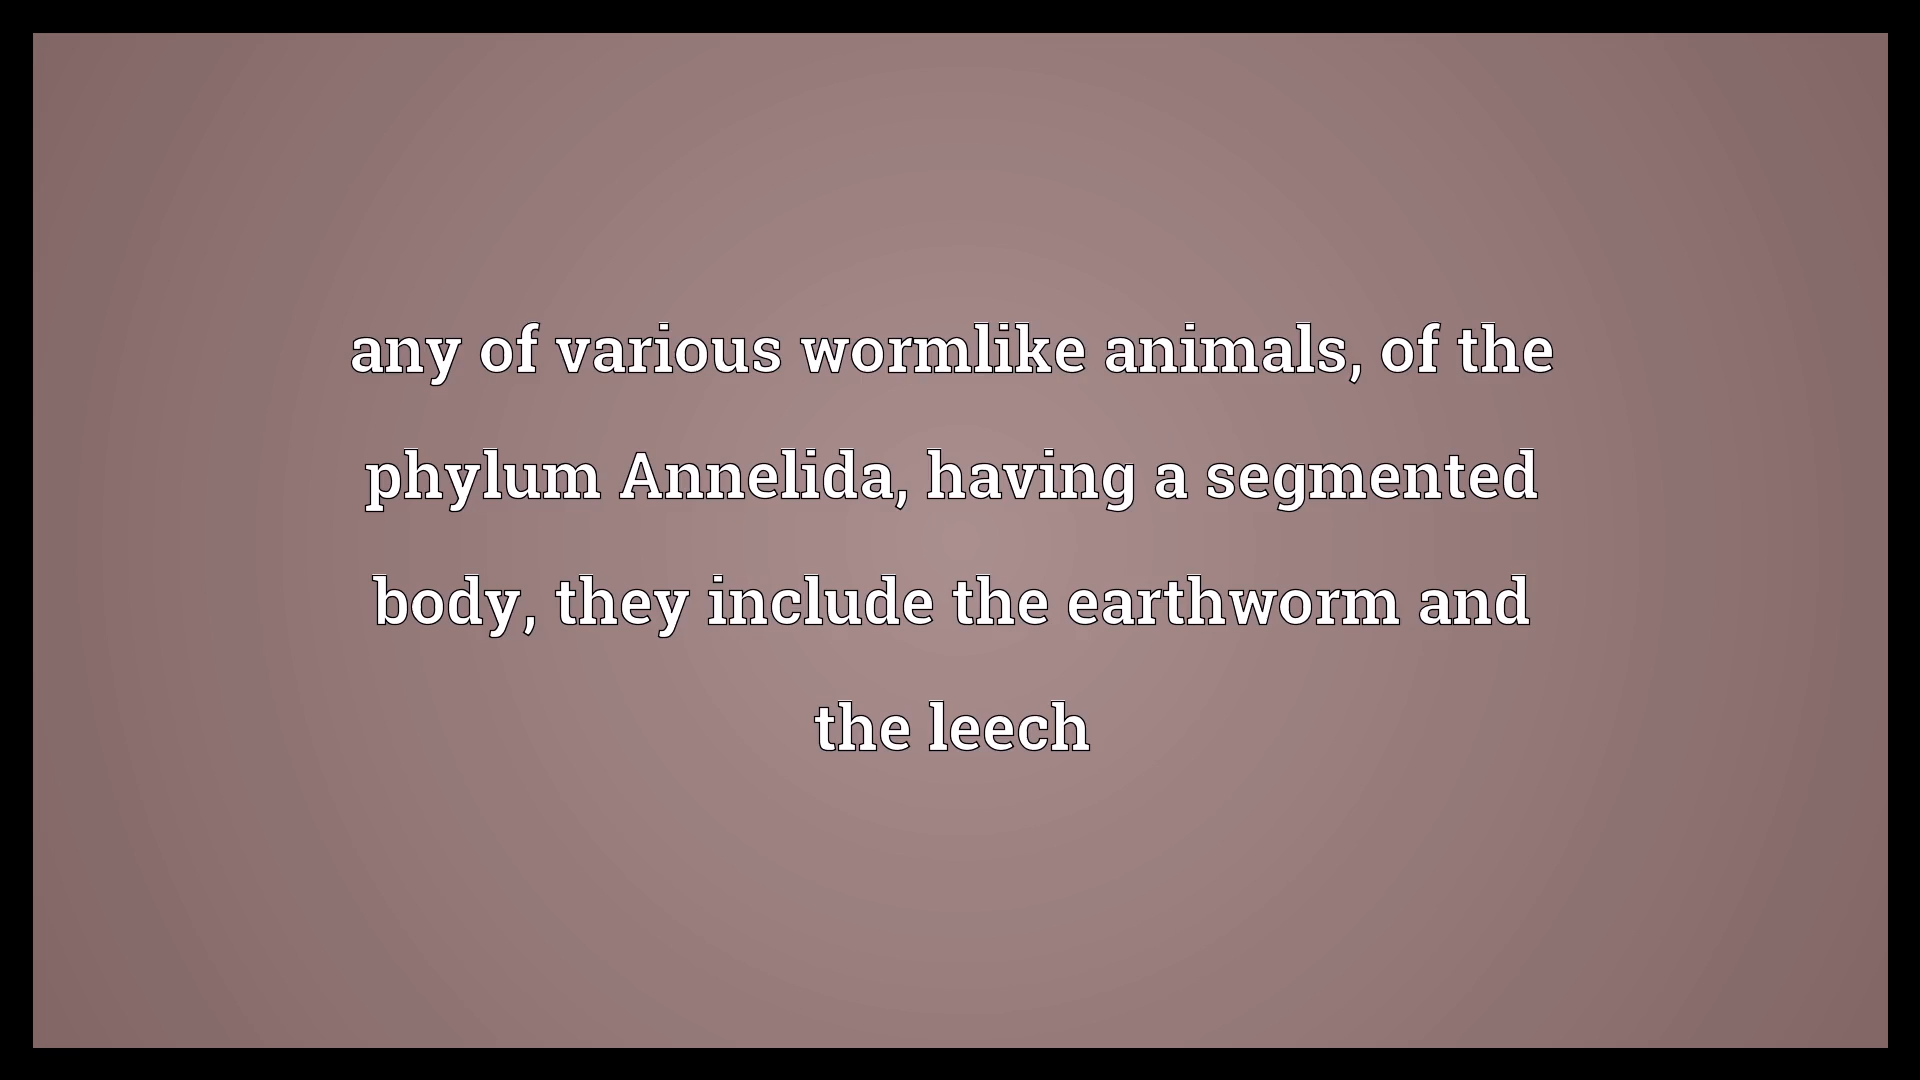 any of various wormlike animals, of the
phylum Annelida, having a segmented
body, they include the earthworm and
the leech